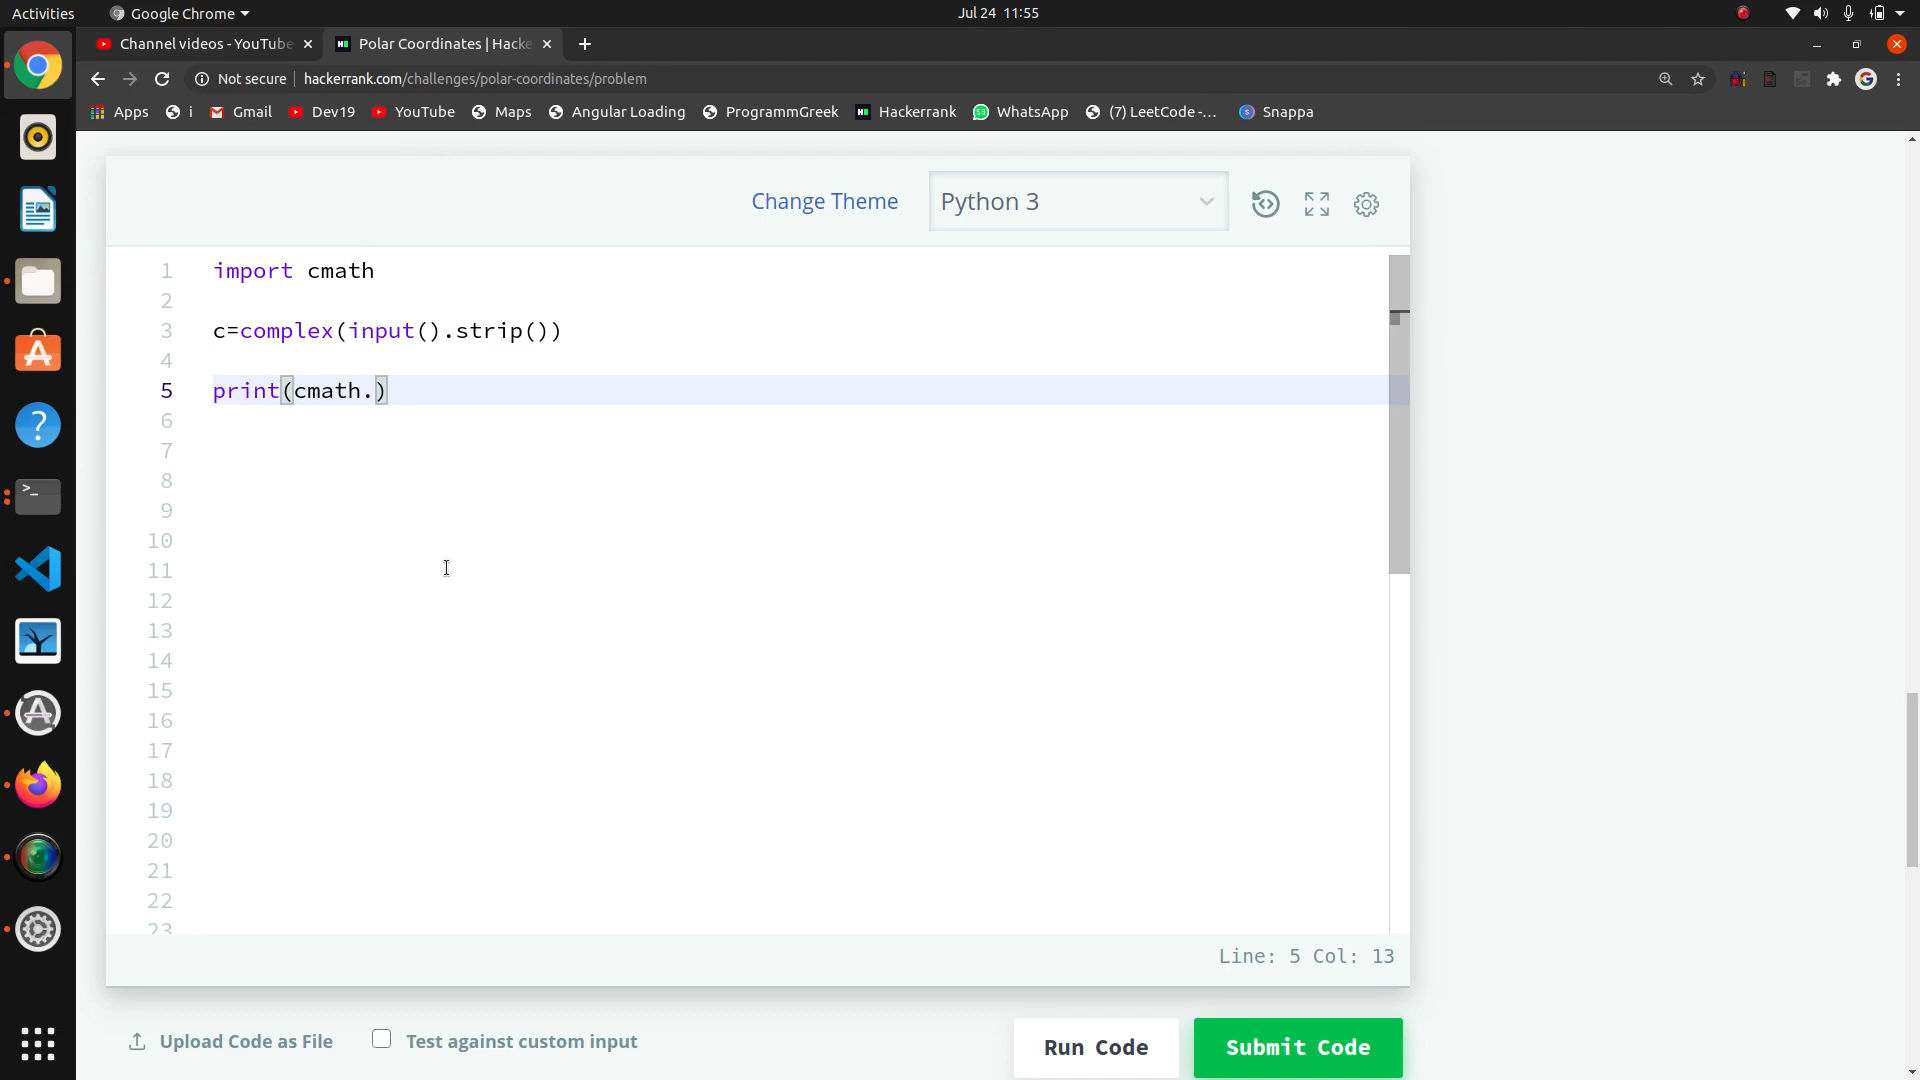 Activities
Google Chrome
Jul 24 11:55
Channel videos - YouTube
Polar Coordinates | Hacke
Not secure
hackerrank.com/challenges/polar-coordinates/problem
Apps
i
Gmail
Dev19
YouTube
Maps
Angular Loading
ProgrammGreek
Hackerrank
WhatsApp
(7) LeetCode -...
Snappa
Change Theme
Python 3
1 import cmath
2
3 c=complex(input().strip())
4
5 print(cmath.)
6
7
8
9
10
11
12
13
14
15
16
17
18
19
20
21
22
23
Line: 5 Col: 13
Upload Code as File
Test against custom input
Run Code
Submit Code